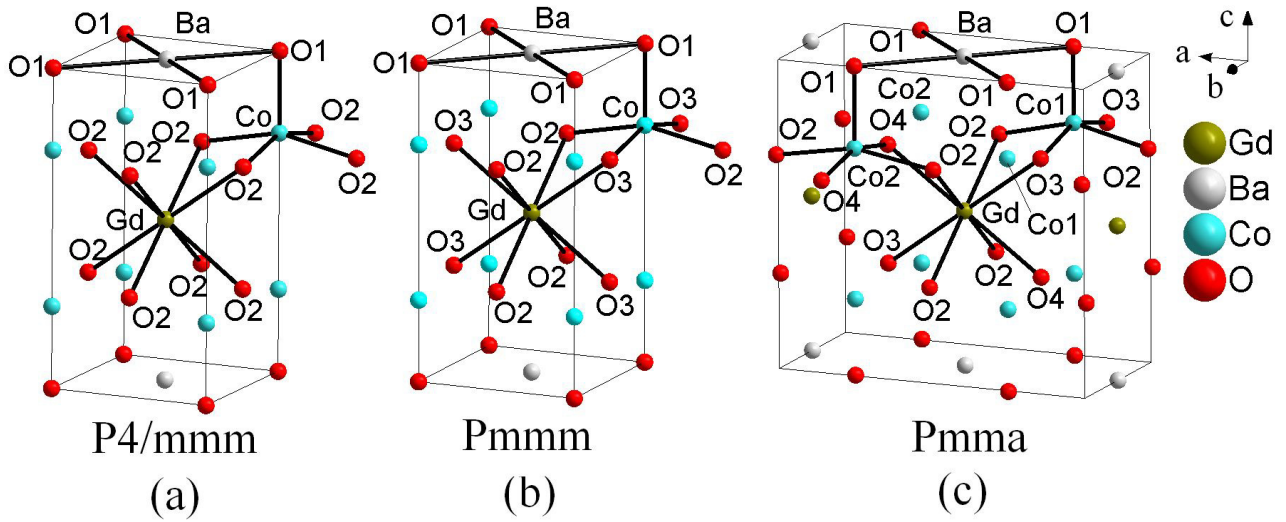 O1 Ba
O1 O1
O1
Co O2
O2 O2
O2 O2 O2
Gd
O2 O2
O2 O2
P4/mmm
(a)
O1 Ba
O1 O1
O1
Co O3
O3 O2
O2 O3 O2
Gd
O3 O2
O2 O3
Pmmm
(b)
O1 Ba O1
O1 Co2 O1 Co1 O3
O2 O4 O2
Co2 O2 O3 O2
O4 Gd Co1
O3 O2
O2 O4
Pmma
(c)
c
a
b
Gd
Ba
Co
O